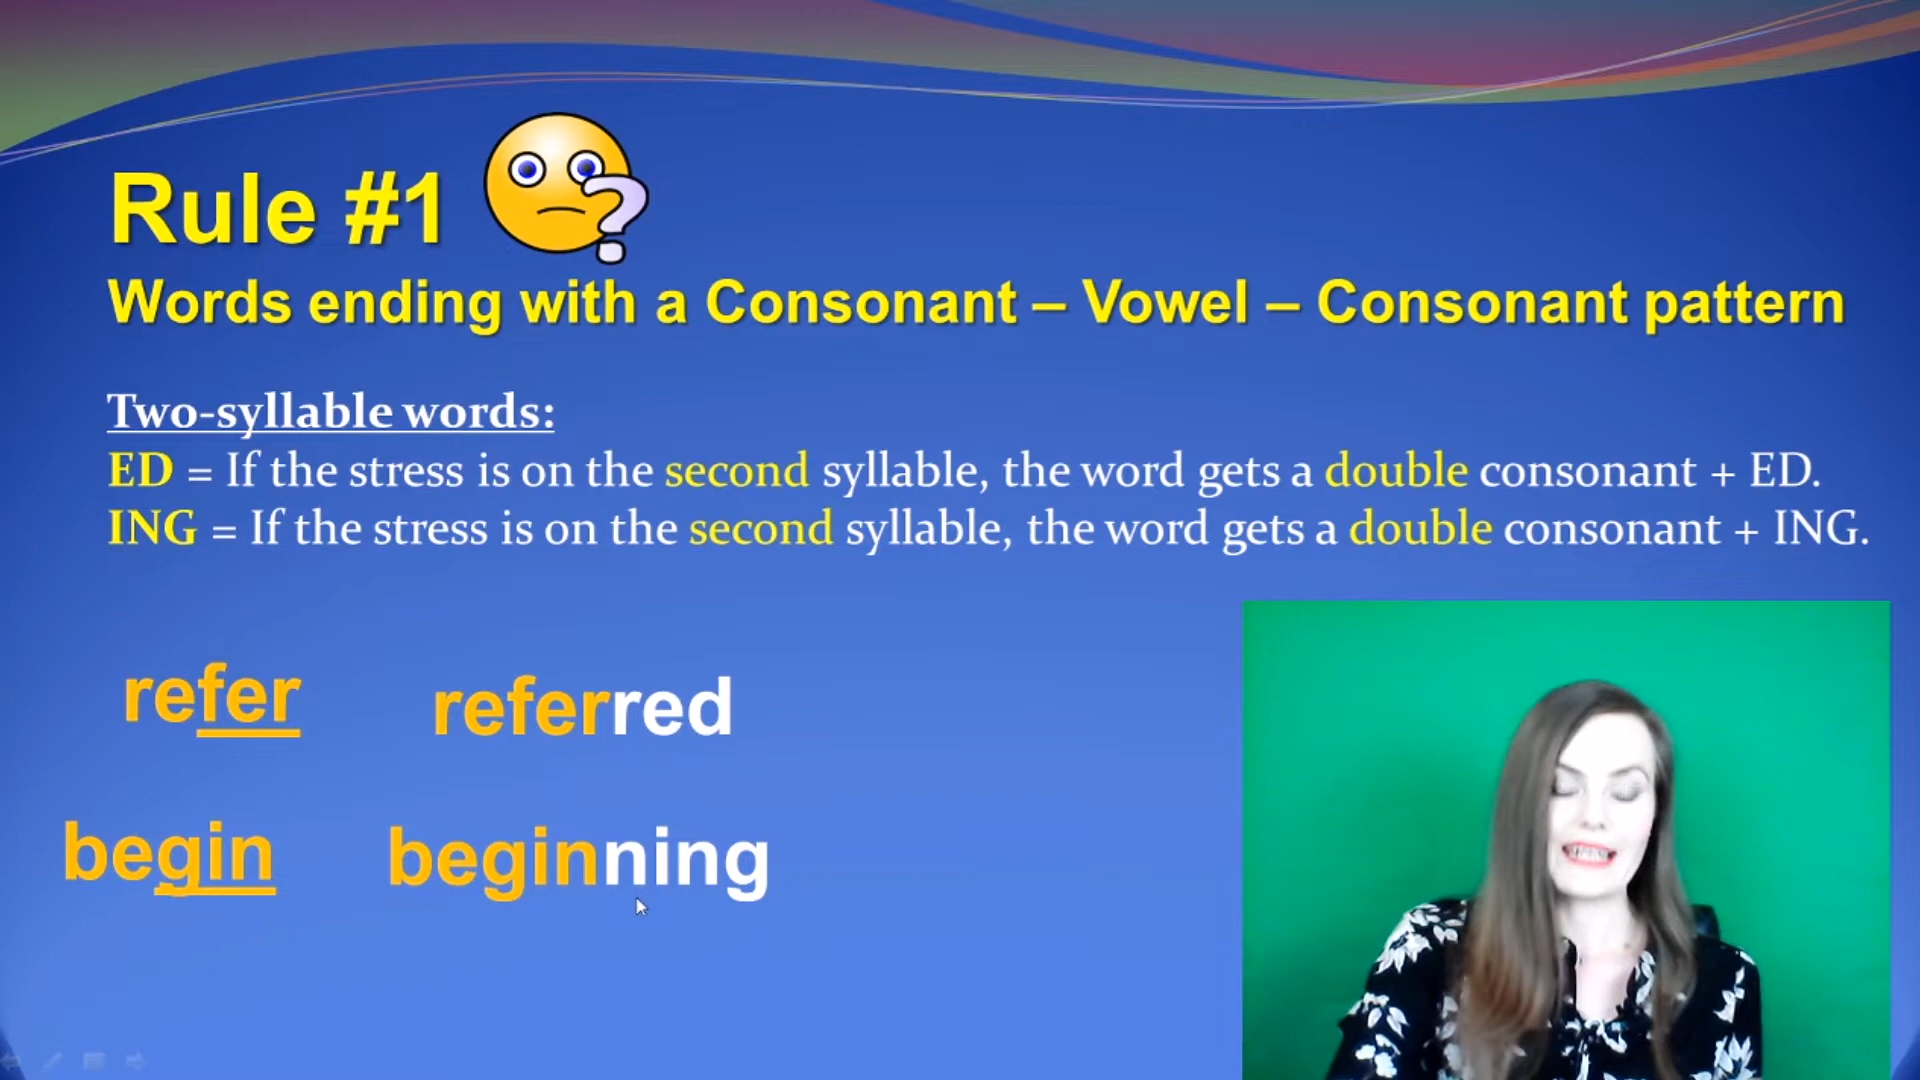 Rule #1
Words ending with a Consonant – Vowel – Consonant pattern
Two-syllable words:
ED = If the stress is on the second syllable, the word gets a double consonant + ED.
ING = If the stress is on the second syllable, the word gets a double consonant + ING.
refer referred
begin beginning